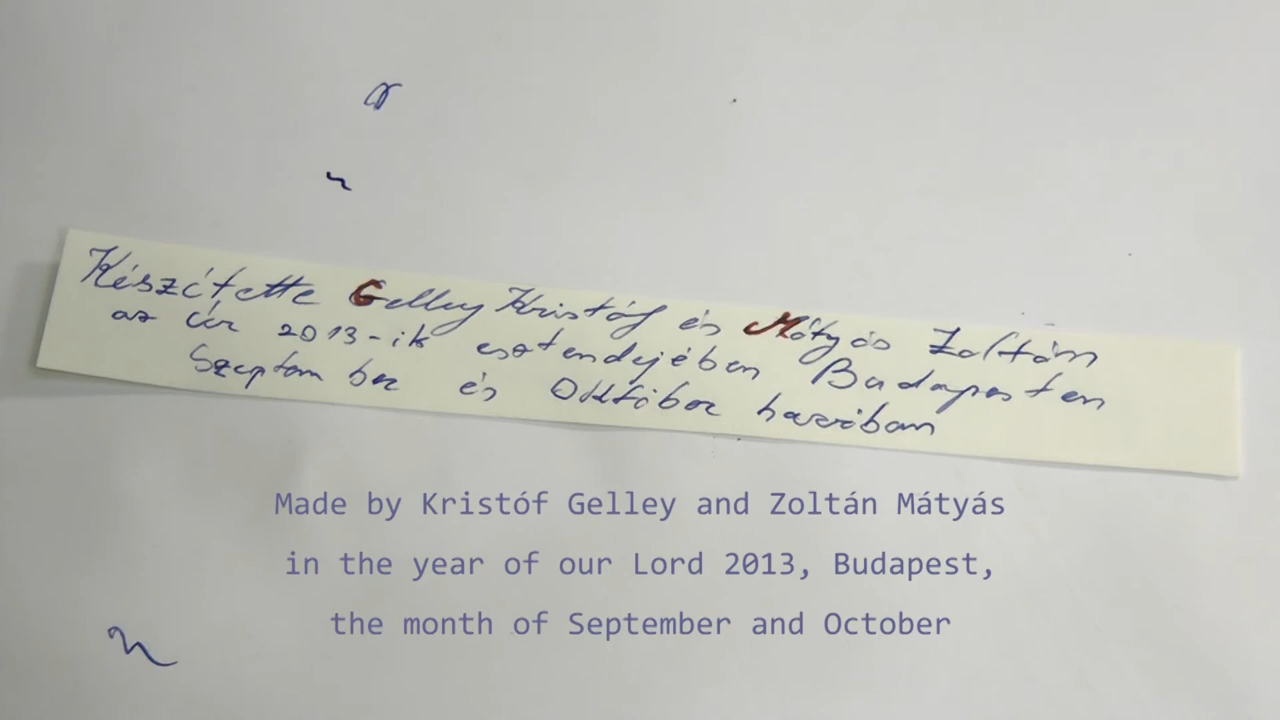 Készítette Gelley Kristóf és Mátyás Zoltán
az úr 2013-ik esztendejében Budapesten
Szeptember és Október havában
Made by Kristóf Gelley and Zoltán Mátyás
in the year of our Lord 2013, Budapest,
the month of September and October